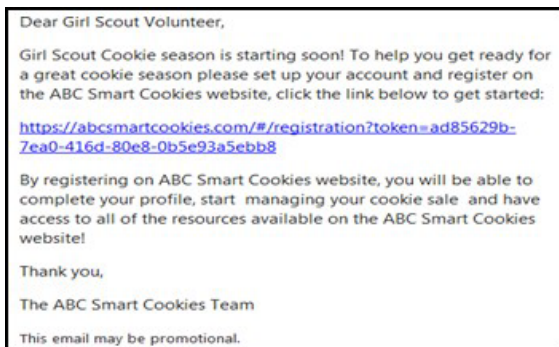 Dear Girl Scout Volunteer,
Girl Scout Cookie season is starting soon! To help you get ready for
a great cookie season please set up your account and register on
the ABC Smart Cookies website, click the link below to get started:
https://abcsmartcookies.com/#/registration?token=ad85629b-
7ea0-416d-80e8-0b5e93a5ebb8
By registering on ABC Smart Cookies website, you will be able to
complete your profile, start managing your cookie sale and have
access to all of the resources available on the ABC Smart Cookies
website!
Thank you,
The ABC Smart Cookies Team
This email may be promotional.